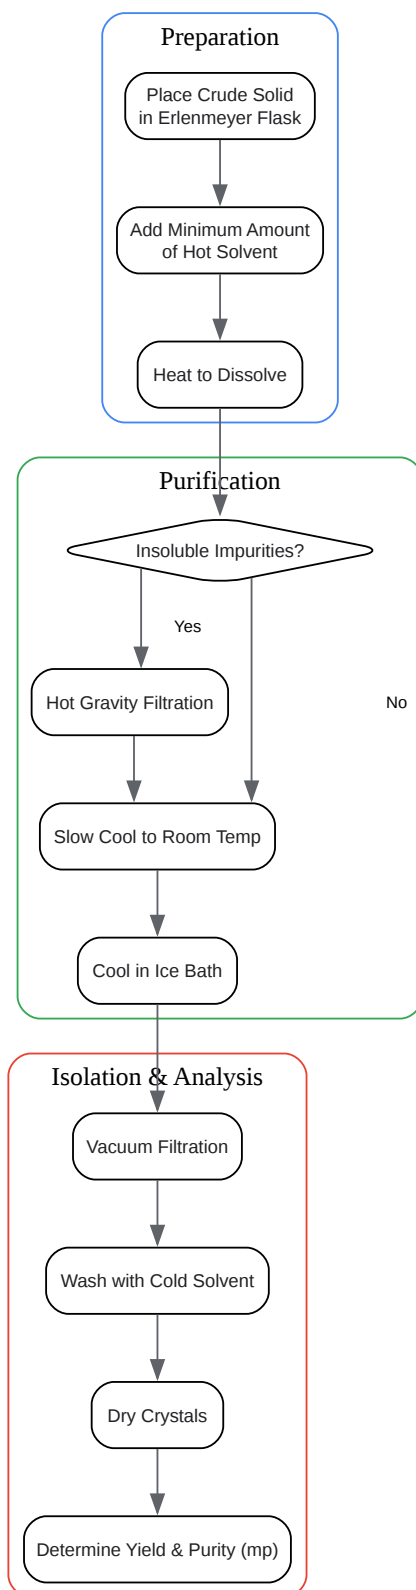 Preparation
Place Crude Solid
in Erlenmeyer Flask
Add Minimum Amount
of Hot Solvent
Heat to Dissolve
Purification
Insoluble Impurities?
Yes
Hot Gravity Filtration
No
Slow Cool to Room Temp
Cool in Ice Bath
Isolation & Analysis
Vacuum Filtration
Wash with Cold Solvent
Dry Crystals
Determine Yield & Purity (mp)